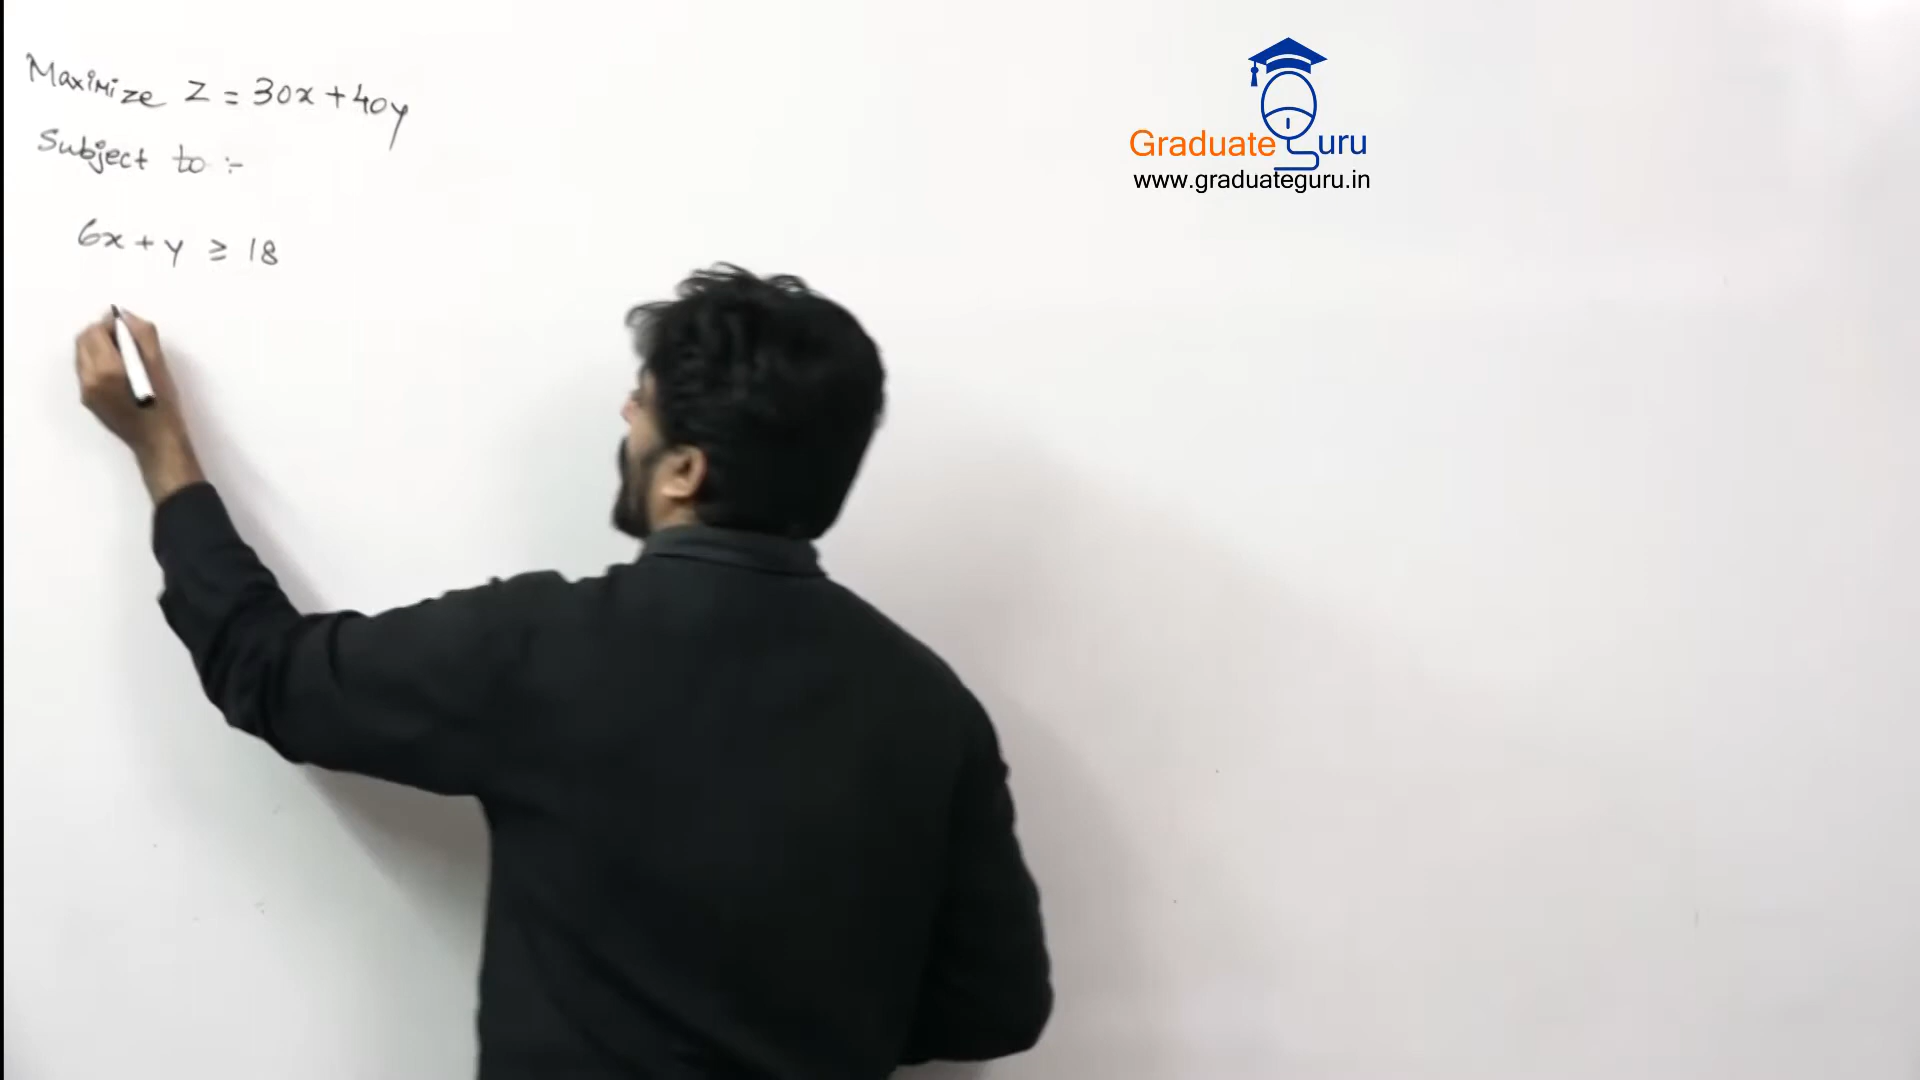 Maximize Z = 30x + 40y
Subject to :-
6x + y ≥ 18
Graduate Guru
www.graduateguru.in